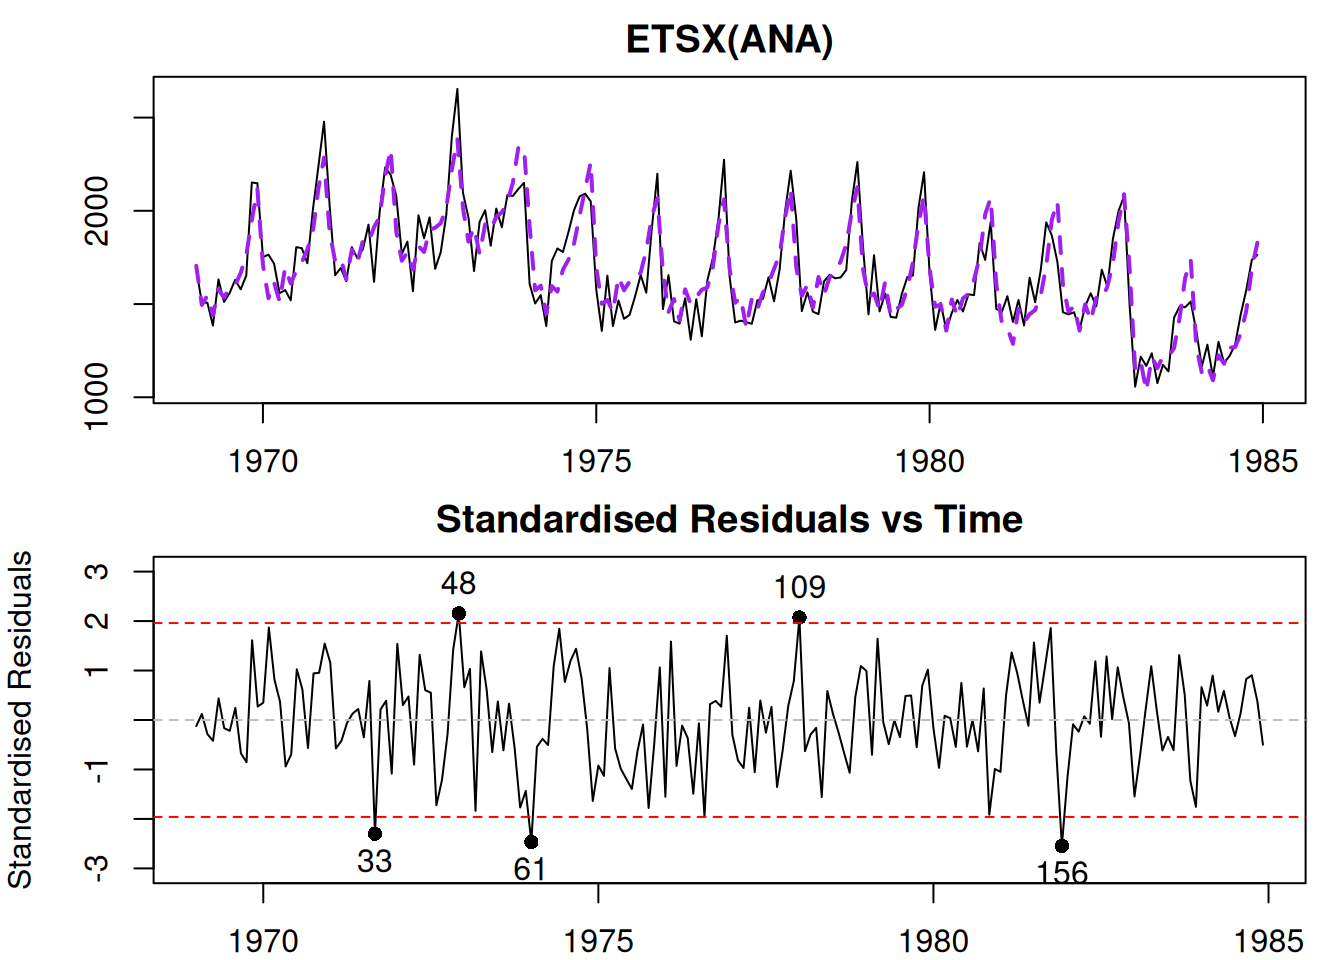 ETSX(ANA)
2000
1000
1970 1975 1980 1985
Standardised Residuals vs Time
Standardised Residuals
3
2
1
-1
-3
48
109
33
61
156
1970 1975 1980 1985